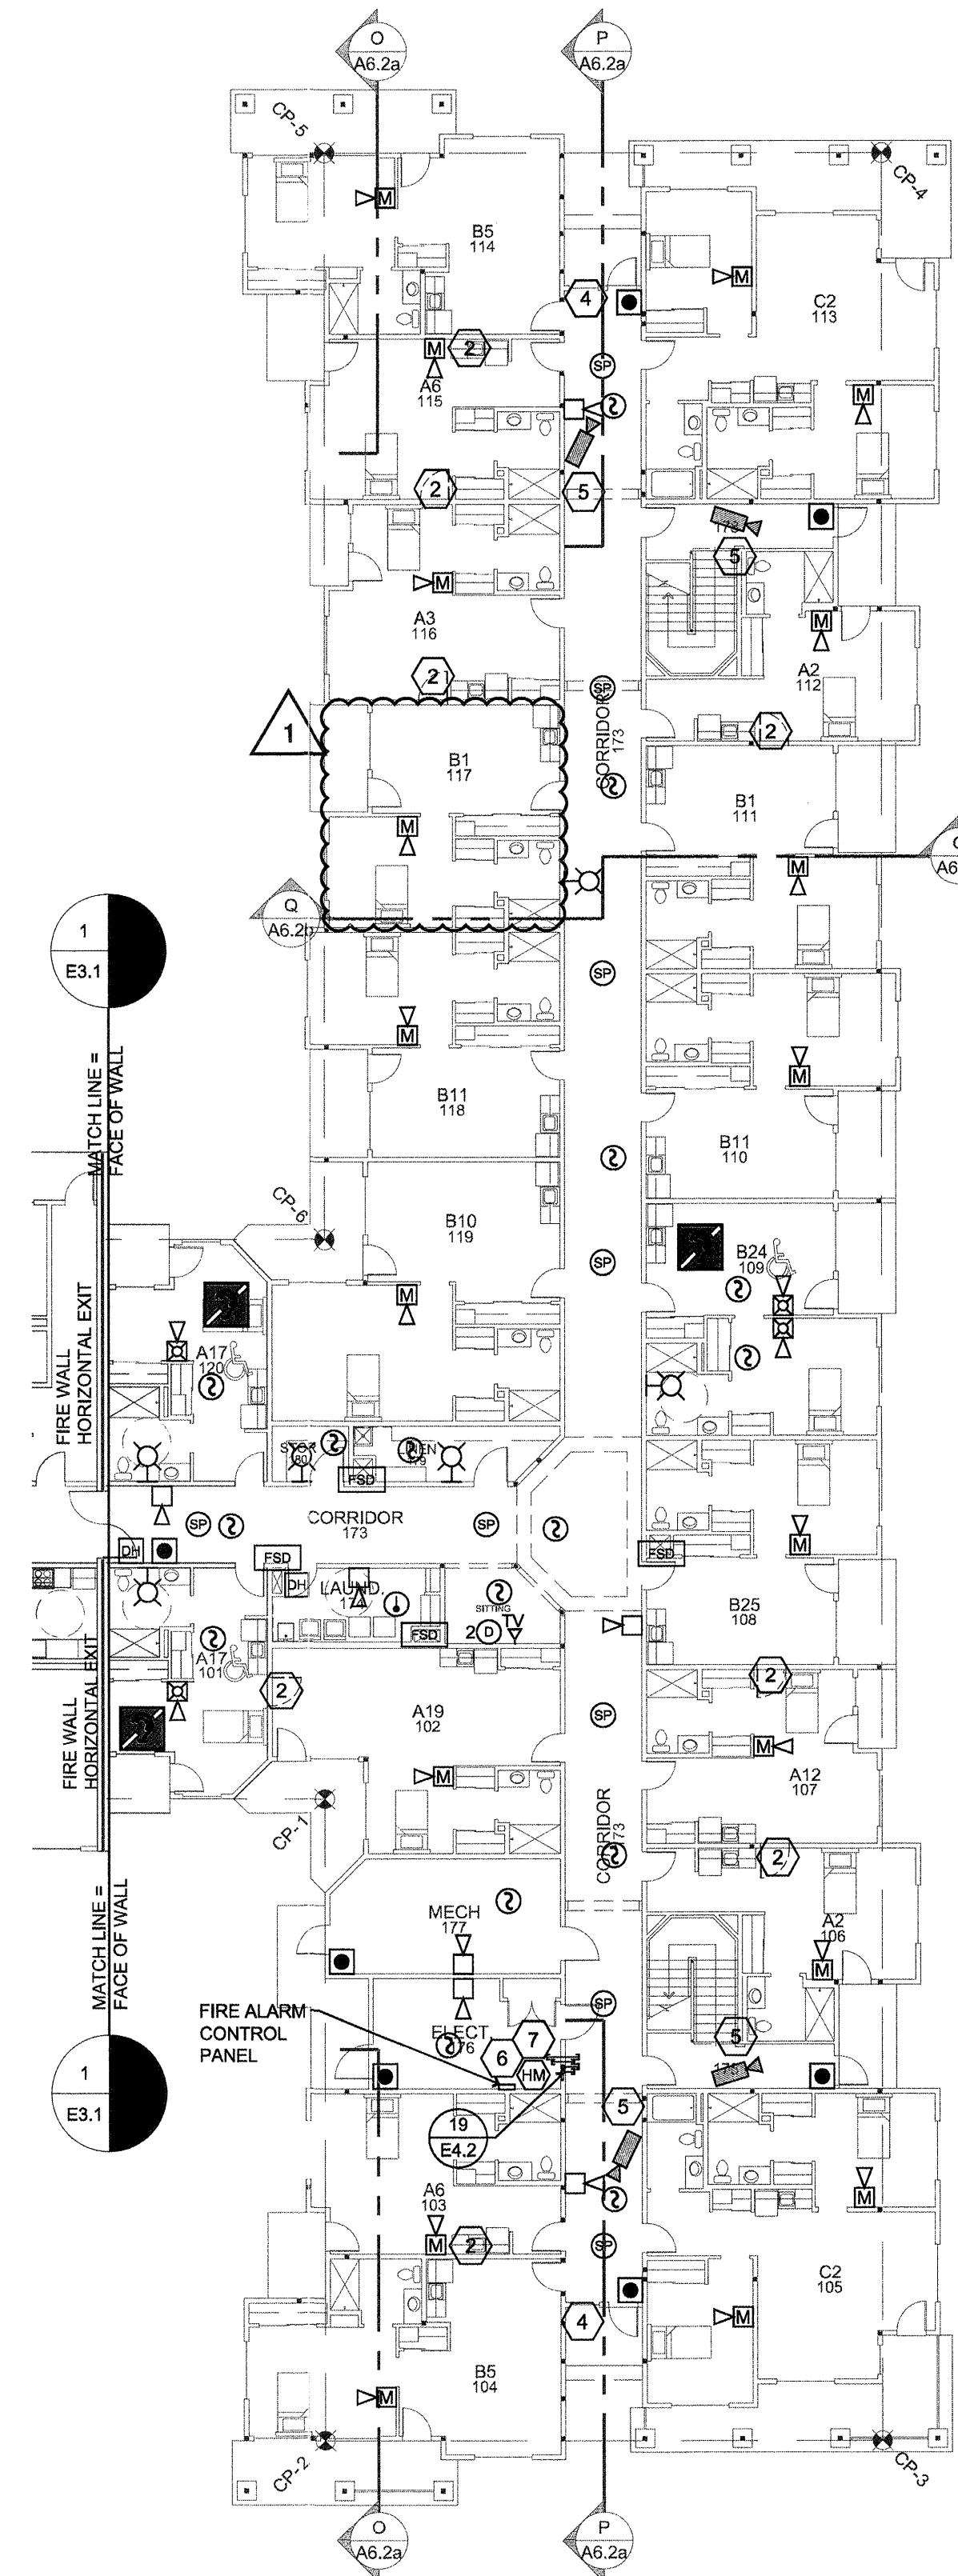 O
A6.2a
P
A6.2a
CP-5
CP-4
M
B5
114
M
4
C2
113
M
2
SP
A6
115
M
2
5
5
M
M
A3
116
A2
112
2
SP
2
CORRIDOR
173
1
B1
117
B1
111
M
M
Q
A6.2b
1
E3.1
SP
MATCH LINE =
FACE OF WALL
M
M
B11
118
B11
110
CP-6
B10
119
B24
109
SP
M
FIRE WALL
HORIZONTAL EXIT
A17
120
FSD
CORRIDOR
173
SP
SP
DH
FSD
FSD
M
DH
LAUND.
174
SITTING
TV
2
D
FSD
B25
108
A17
101
2
2
A19
102
SP
M
M
A12
107
FIRE WALL
HORIZONTAL EXIT
CP-1
CORRIDOR
173
2
MECH
177
A2
106
M
MATCH LINE =
FACE OF WALL
SP
FIRE ALARM
CONTROL
PANEL
ELECT.
176
7
6
HM
5
1
E3.1
5
19
E4.2
A6
103
M
M
2
SP
C2
105
4
M
B5
104
M
CP-2
CP-3
O
A6.2a
P
A6.2a